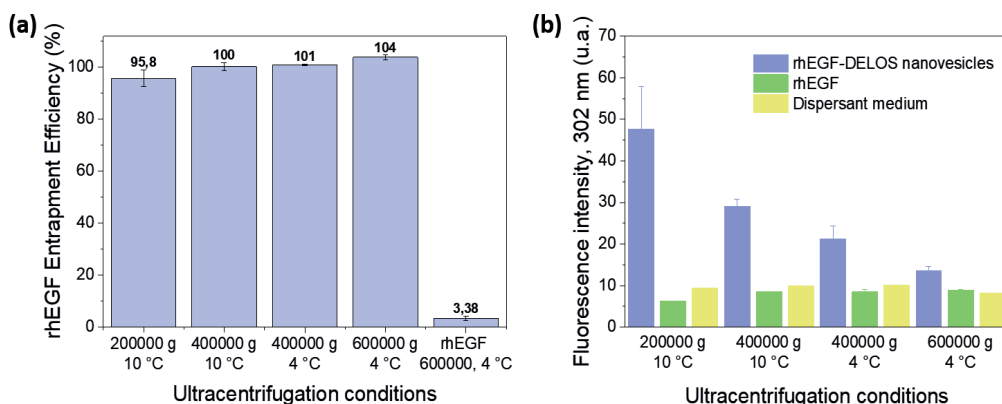 (a)
rhEGF Entrapment Efficiency (%)
100
80
60
40
20
0
95,8
100
101
104
3,38
200000 g
10 °C
400000 g
10 °C
400000 g
4 °C
600000 g
4 °C
rhEGF
600000, 4 °C
Ultracentrifugation conditions
(b)
Fluorescence intensity, 302 nm (u.a.)
70
60
50
40
30
20
10
0
rhEGF-DELOS nanovesicles
rhEGF
Dispersant medium
200000 g
10 °C
400000 g
10 °C
400000 g
4 °C
600000 g
4 °C
Ultracentrifugation conditions